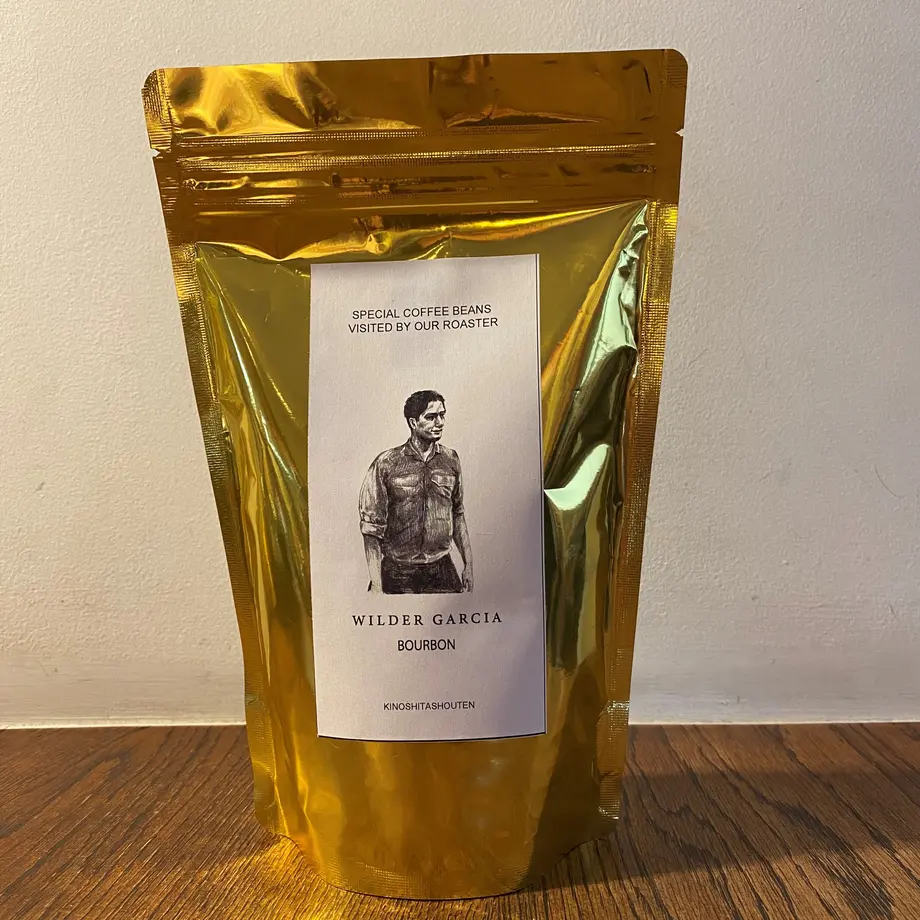 SPECIAL COFFEE BEANS
VISITED BY OUR ROASTER
WILDER GARCIA
BOURBON
KINOSHITASHOUTEN